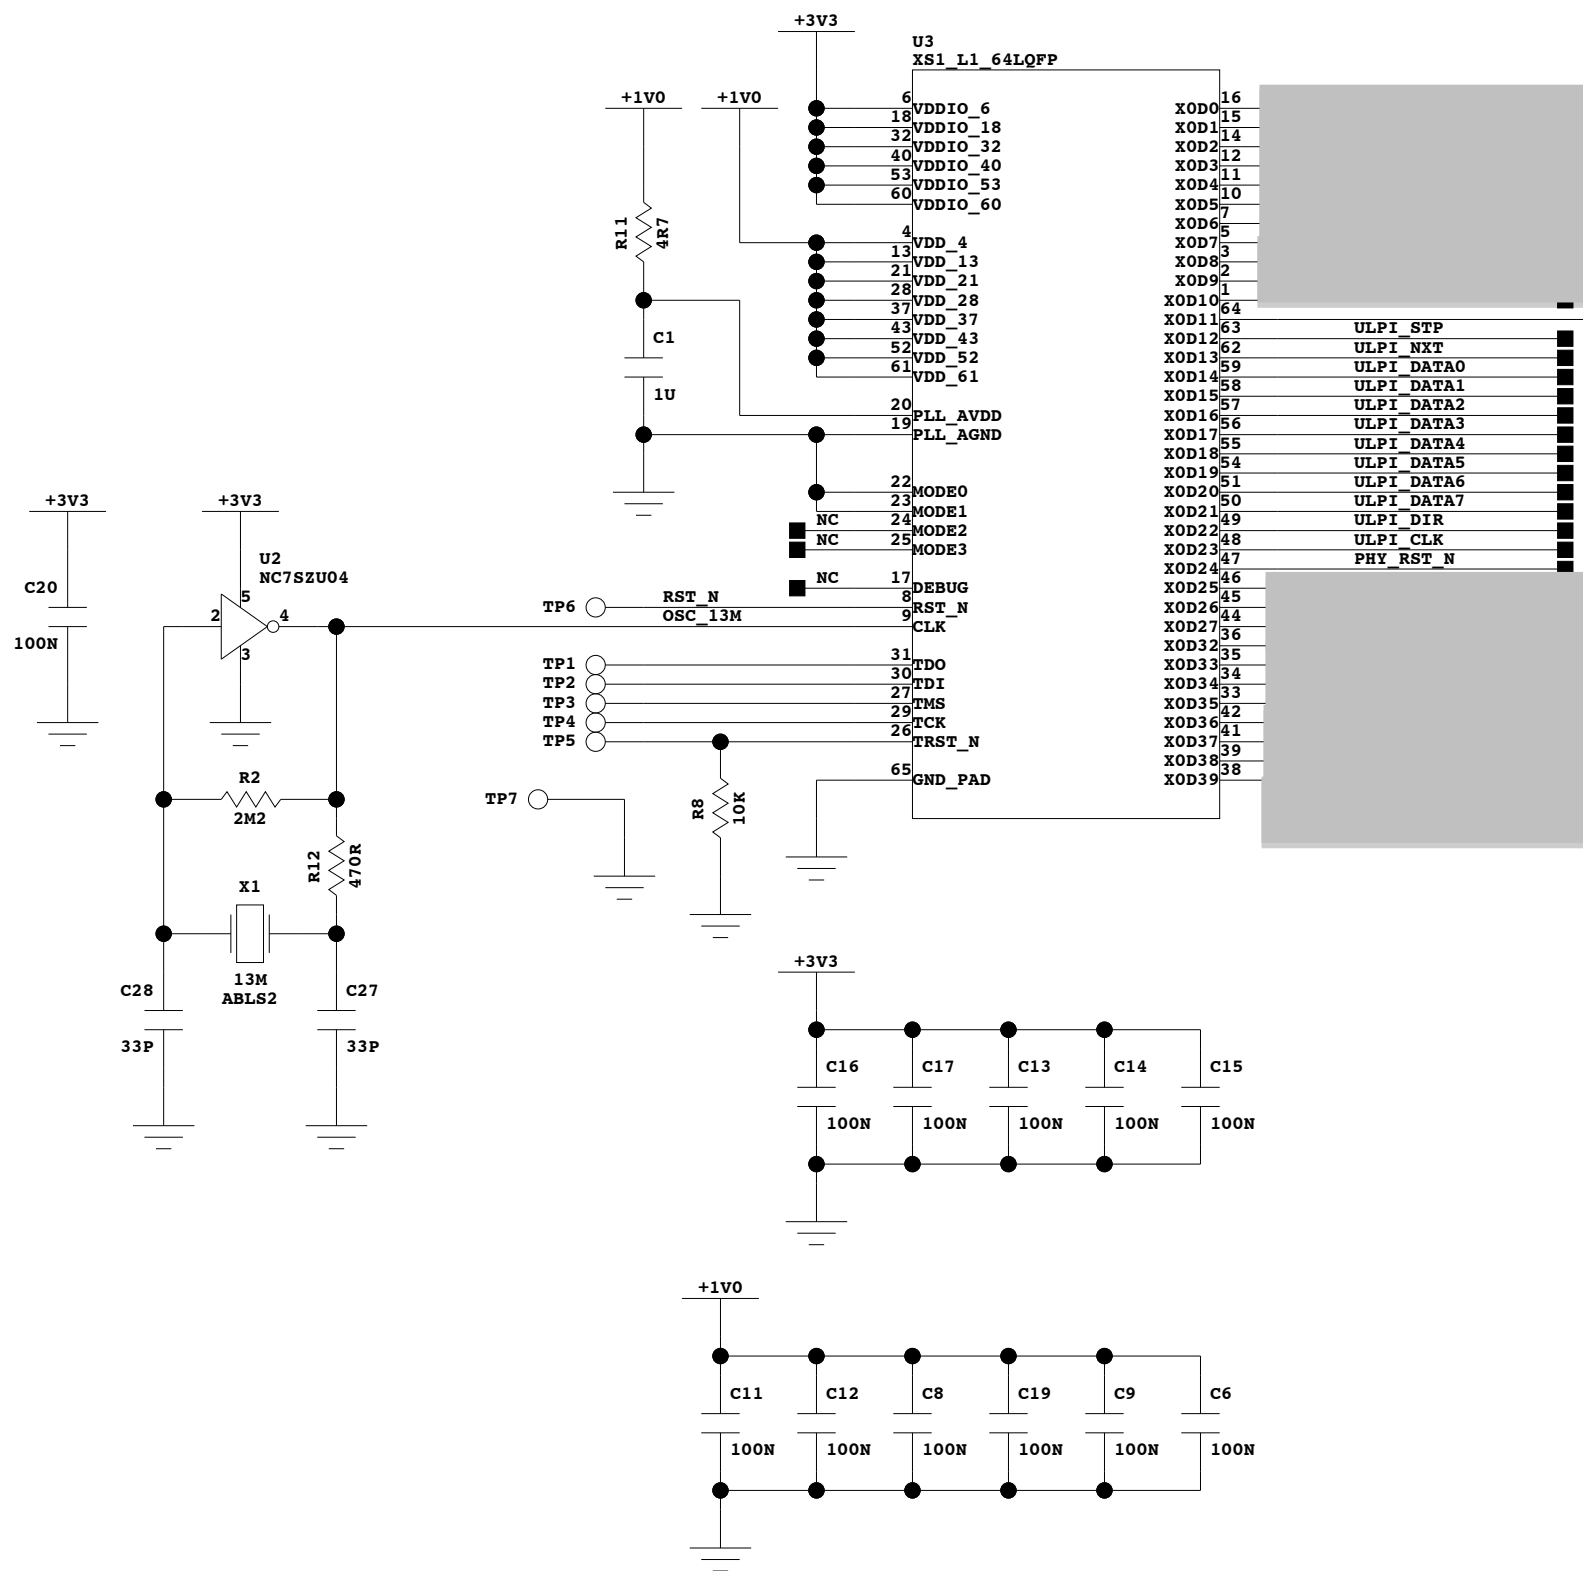 +3V3
U3
XS1_L1_64LQFP
+1V0
+1V0
R11
4R7
C1
1U
6
VDDIO_6
18
VDDIO_18
32
VDDIO_32
40
VDDIO_40
53
VDDIO_53
60
VDDIO_60
4
VDD_4
13
VDD_13
21
VDD_21
28
VDD_28
37
VDD_37
43
VDD_43
52
VDD_52
61
VDD_61
20
PLL_AVDD
19
PLL_AGND
22
MODE0
23
MODE1
NC
24
MODE2
NC
25
MODE3
NC
17
DEBUG
TP6
RST_N
8
RST_N
OSC_13M
9
CLK
TP1
31
TDO
TP2
30
TDI
TP3
27
TMS
TP4
29
TCK
TP5
26
TRST_N
65
GND_PAD
TP7
R8
10K
X0D0
16
X0D1
15
X0D2
14
X0D3
12
X0D4
11
X0D5
10
X0D6
7
X0D7
5
X0D8
3
X0D9
2
X0D10
1
X0D11
64
X0D12
63
ULPI_STP
X0D13
62
ULPI_NXT
X0D14
59
ULPI_DATA0
X0D15
58
ULPI_DATA1
X0D16
57
ULPI_DATA2
X0D17
56
ULPI_DATA3
X0D18
55
ULPI_DATA4
X0D19
54
ULPI_DATA5
X0D20
51
ULPI_DATA6
X0D21
50
ULPI_DATA7
X0D22
49
ULPI_DIR
X0D23
48
ULPI_CLK
X0D24
47
PHY_RST_N
X0D25
46
X0D26
45
X0D27
44
X0D32
36
X0D33
35
X0D34
34
X0D35
33
X0D36
42
X0D37
41
X0D38
39
X0D39
38
+3V3
C20
100N
+3V3
U2
NC7SZU04
5
2
4
3
R2
2M2
R12
470R
X1
13M
ABLS2
C28
33P
C27
33P
+3V3
C16
C17
C13
C14
C15
100N
100N
100N
100N
100N
+1V0
C11
C12
C8
C19
C9
C6
100N
100N
100N
100N
100N
100N